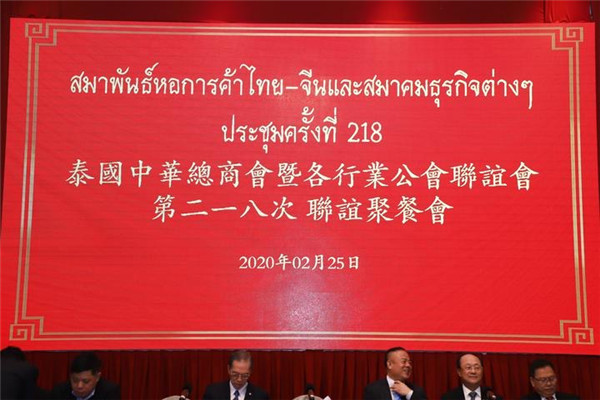 สมาพันธ์หอการค้าไทย-จีนและสมาคมธุรกิจต่างๆ
ประชุมครั้งที่ 218
泰國中華總商會暨各行業公會聯誼會
第二一八次 聯誼聚餐會
2020年02月25日